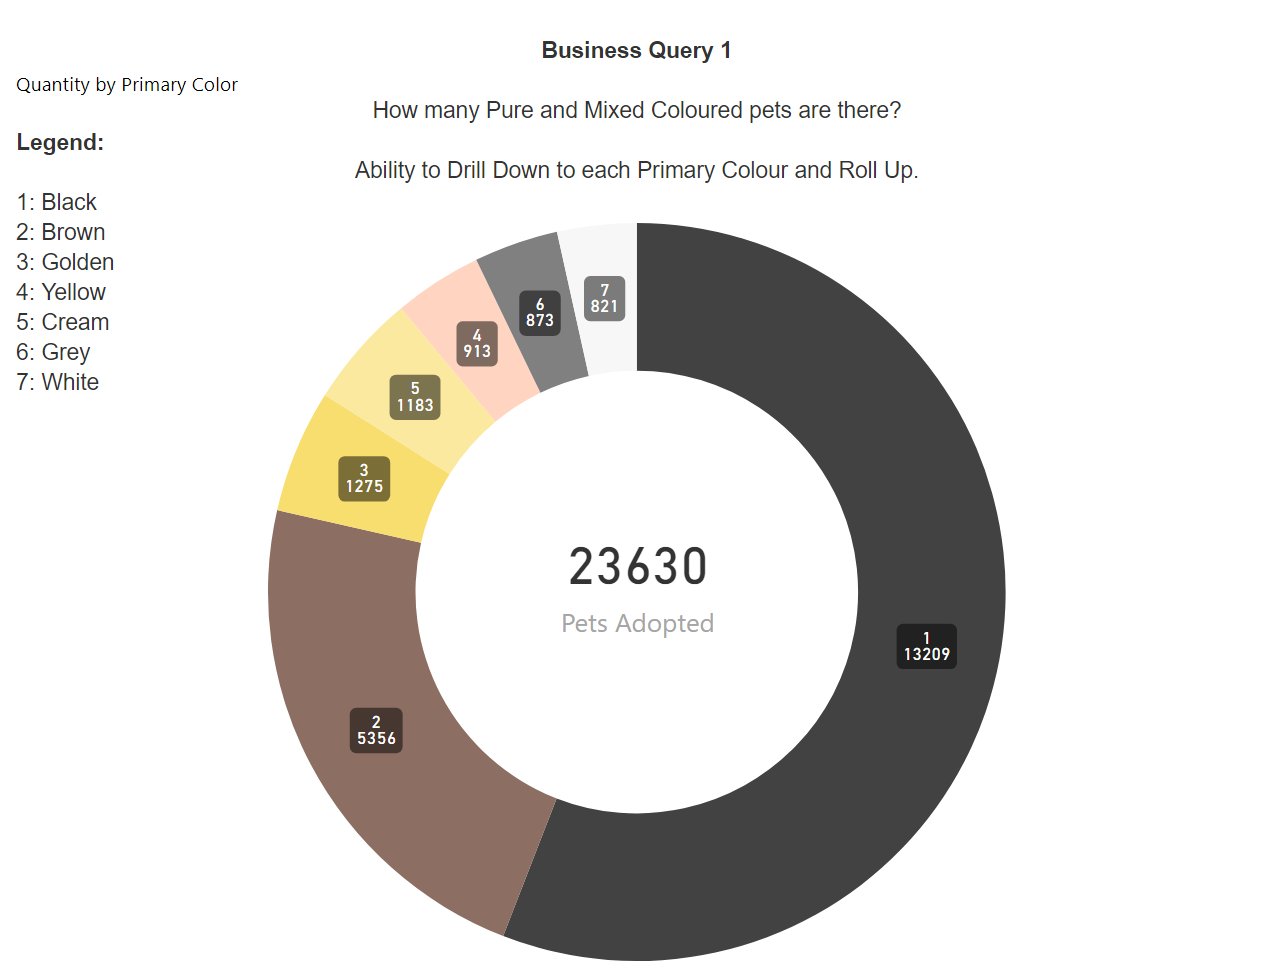 Business Query 1
Quantity by Primary Color
How many Pure and Mixed Coloured pets are there?
Legend:
Ability to Drill Down to each Primary Colour and Roll Up.
1: Black
2: Brown
3: Golden
4: Yellow
5: Cream
6: Grey
7: White
7
821
6
873
4
913
5
1183
3
1275
23630
Pets Adopted
1
13209
2
5356